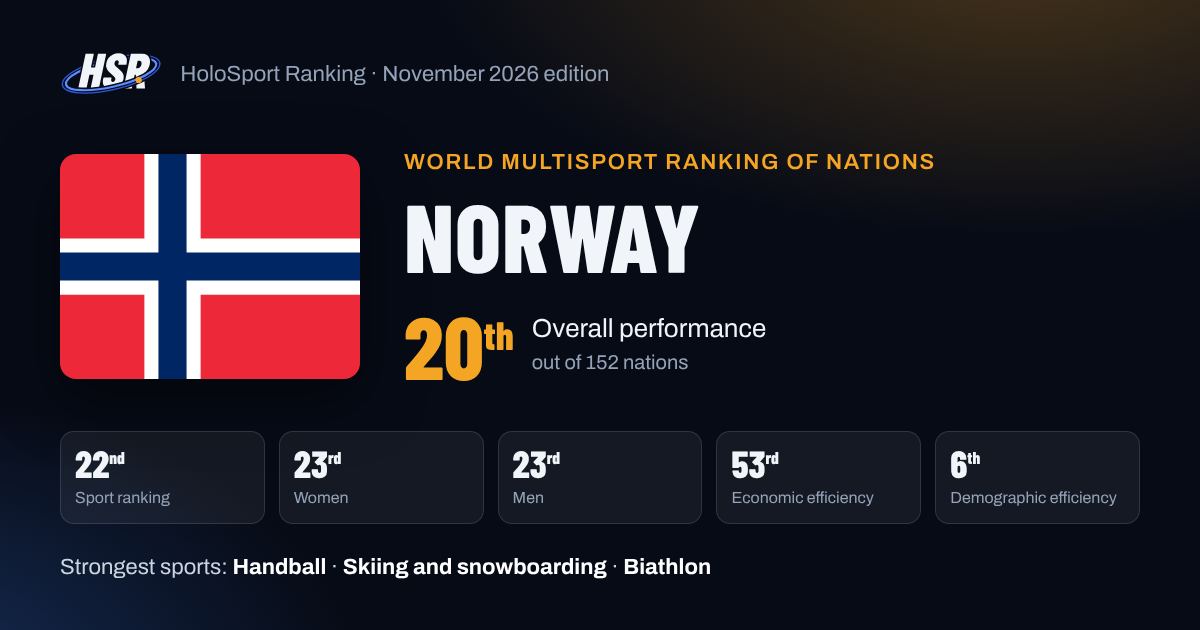 HSR HoloSport Ranking · November 2026 edition
WORLD MULTISPORT RANKING OF NATIONS
NORWAY
20th Overall performance
out of 152 nations
22nd
Sport ranking
23rd
Women
23rd
Men
53rd
Economic efficiency
6th
Demographic efficiency
Strongest sports: Handball · Skiing and snowboarding · Biathlon